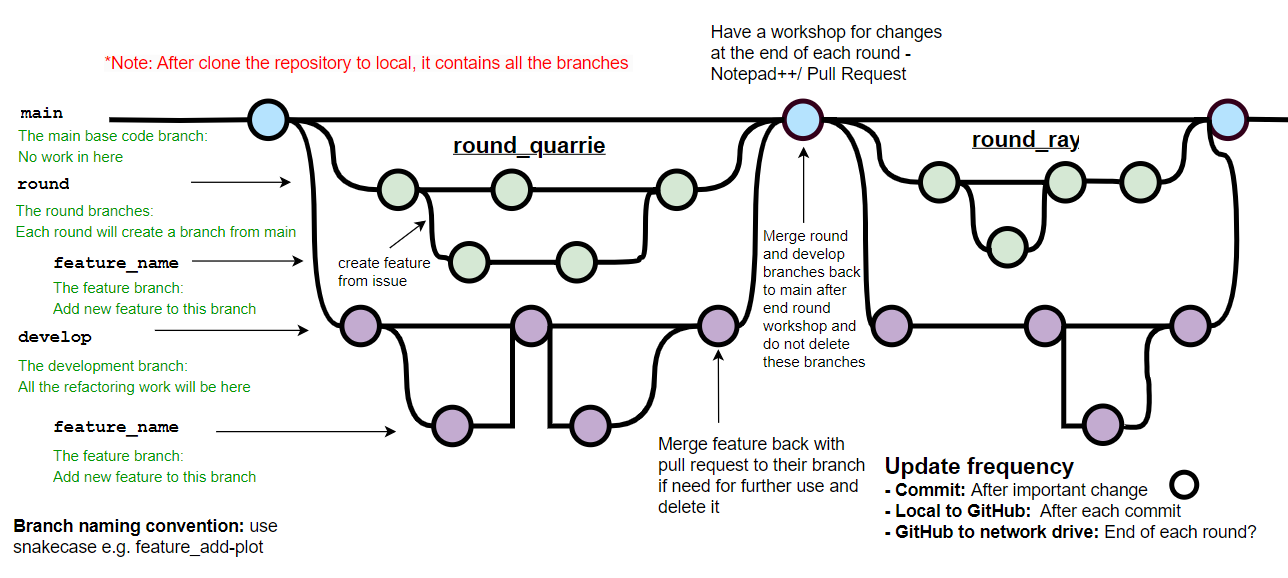 Have a workshop for changes
at the end of each round -
Notepad++/ Pull Request
*Note: After clone the repository to local, it contains all the branches
main
The main base code branch:
No work in here
round_quarrie
round_ray
round
The round branches:
Each round will create a branch from main
create feature
from issue
Merge round
and develop
branches back
to main after
end round
workshop and
do not delete
these branches
feature_name
The feature branch:
Add new feature to this branch
develop
The development branch:
All the refactoring work will be here
feature_name
The feature branch:
Add new feature to this branch
Merge feature back with
pull request to their branch
if need for further use and
delete it
Update frequency
- Commit: After important change
- Local to GitHub: After each commit
- GitHub to network drive: End of each round?
Branch naming convention: use
snakecase e.g. feature_add-plot